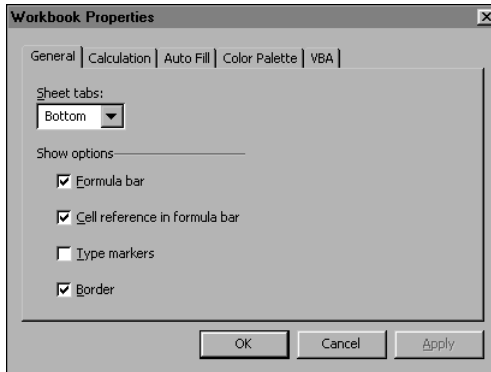 Workbook Properties
General Calculation Auto Fill Color Palette VBA
Sheet tabs:
Bottom
Show options
Formula bar
Cell reference in formula bar
Type markers
Border
OK Cancel Apply